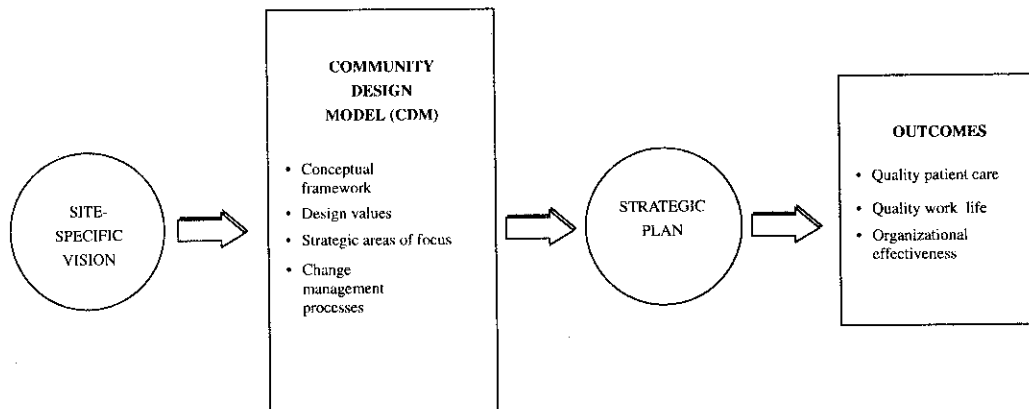 SITE-
SPECIFIC
VISION
COMMUNITY
DESIGN
MODEL (CDM)
• Conceptual
framework
• Design values
• Strategic areas of focus
• Change
management
processes
STRATEGIC
PLAN
OUTCOMES
• Quality patient care
• Quality work life
• Organizational
effectiveness